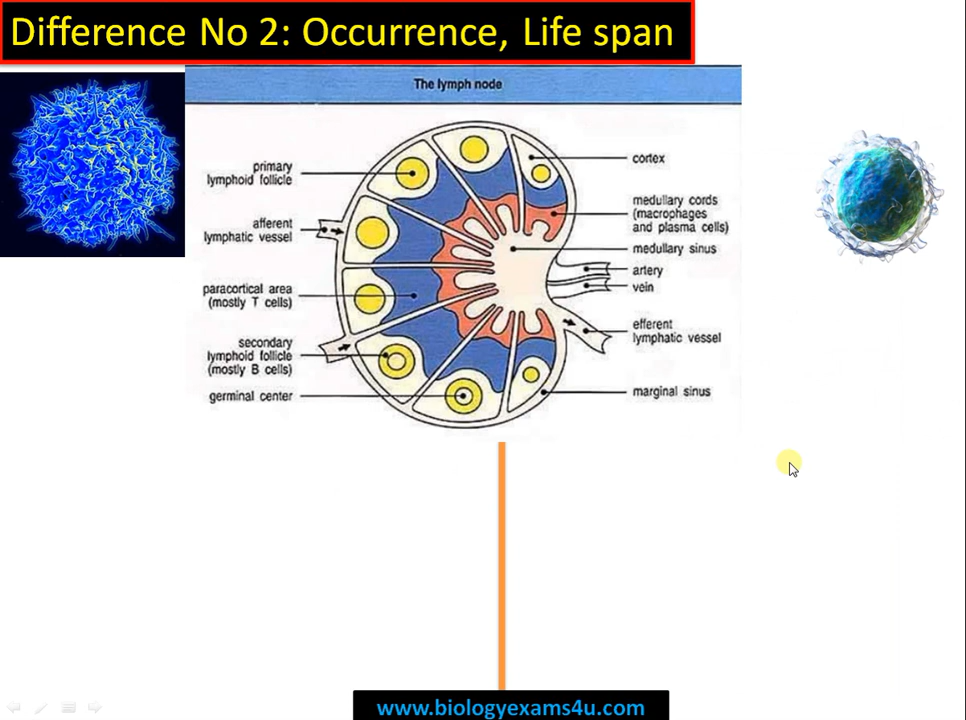 Difference No 2: Occurrence, Life span
The lymph node
primary
lymphoid follicle
afferent
lymphatic vessel
paracortical area
(mostly T cells)
secondary
lymphoid follicle
(mostly B cells)
germinal center
cortex
medullary cords
(macrophages
and plasma cells)
medullary sinus
artery
vein
efferent
lymphatic vessel
marginal sinus
www.biologyexams4u.com